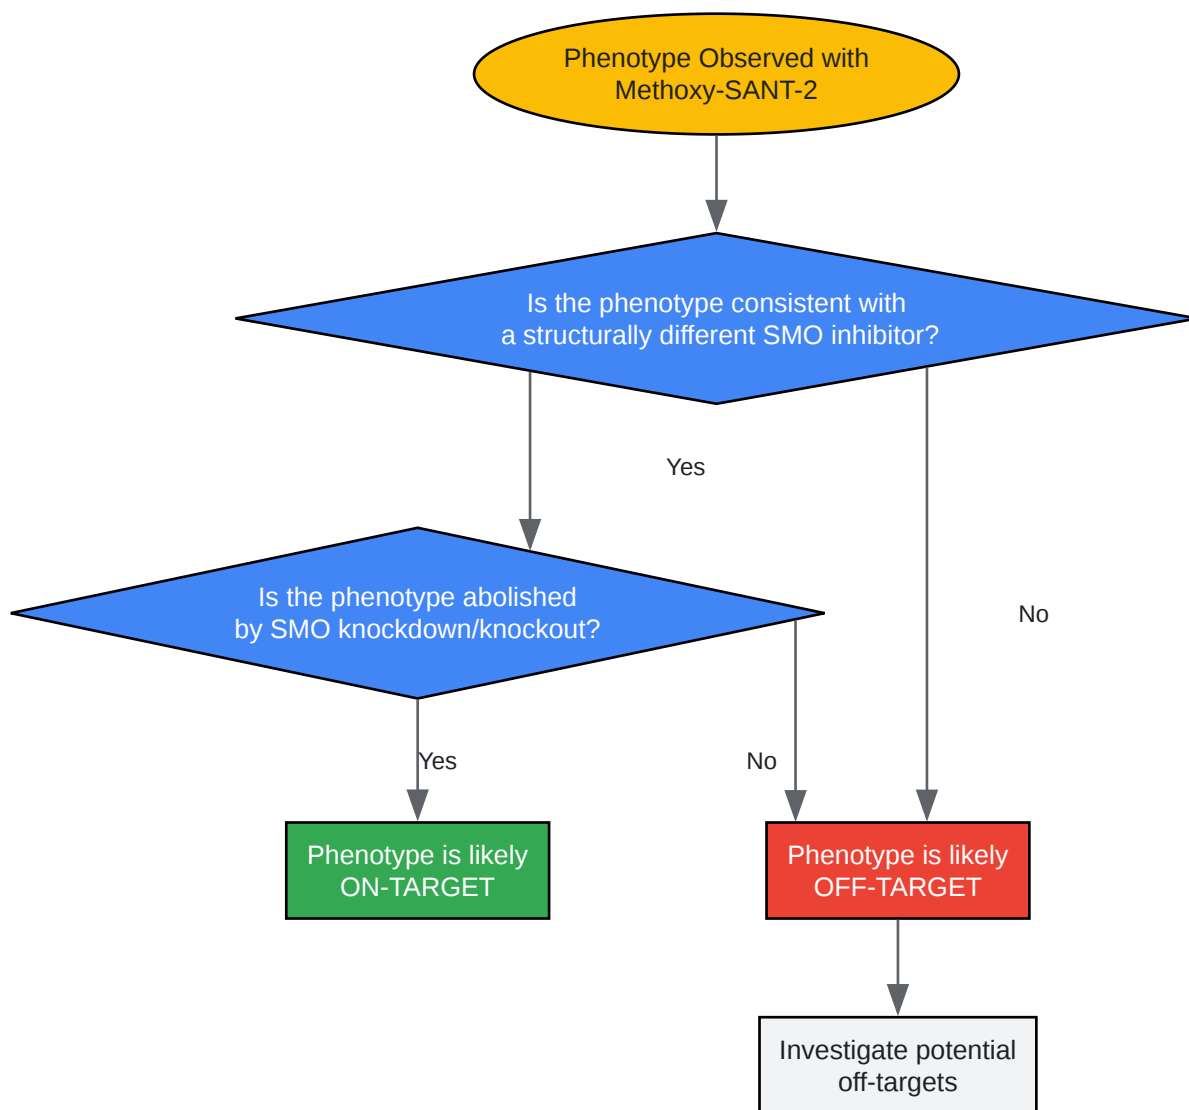 Phenotype Observed with
Methoxy-SANT-2
Is the phenotype consistent with
a structurally different SMO inhibitor?
Yes
Is the phenotype abolished
by SMO knockdown/knockout?
No
Yes
No
Phenotype is likely
ON-TARGET
Phenotype is likely
OFF-TARGET
Investigate potential
off-targets